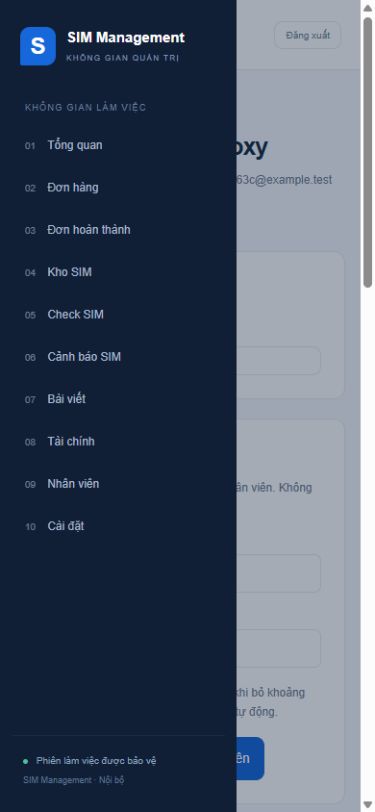 S
SIM Management
KHÔNG GIAN QUẢN TRỊ
Đăng xuất
KHÔNG GIAN LÀM VIỆC
01 Tổng quan
oxy
63c@example.test
02 Đơn hàng
03 Đơn hoàn thành
04 Kho SIM
05 Check SIM
06 Cảnh báo SIM
07 Bài viết
08 Tài chính
09 Nhân viên
ân viên. Không
10 Cài đặt
khi bỏ khoảng
tự động.
ên
Phiên làm việc được bảo vệ
SIM Management · Nội bộ